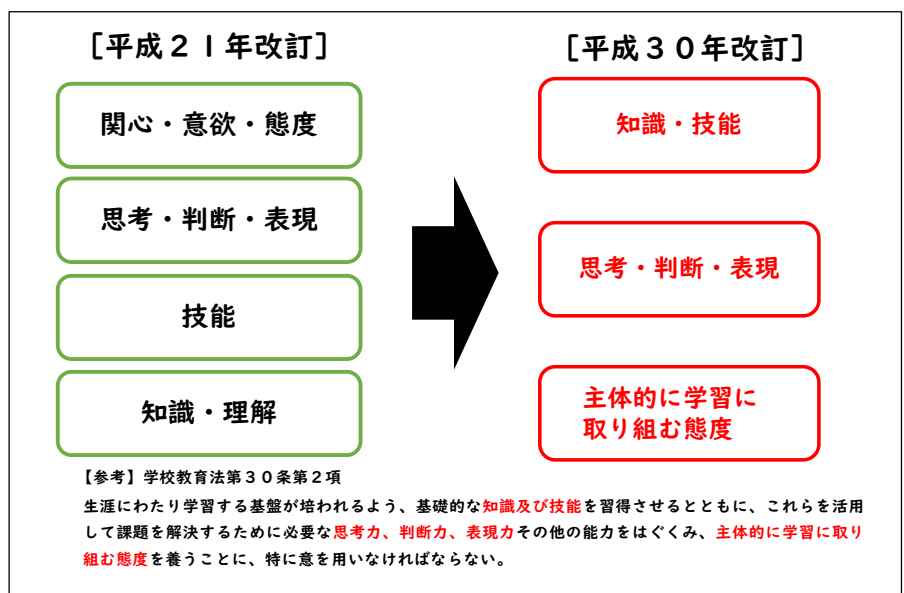 ［平成２１年改訂］
関心・意欲・態度
思考・判断・表現
技能
知識・理解
［平成３０年改訂］
知識・技能
思考・判断・表現
主体的に学習に
取り組む態度
【参考】学校教育法第３０条第２項
生涯にわたり学習する基盤が培われるよう、基礎的な知識及び技能を習得させるとともに、これらを活用
して課題を解決するために必要な思考力、判断力、表現力その他の能力をはぐくみ、主体的に学習に取り
組む態度を養うことに、特に意を用いなければならない。